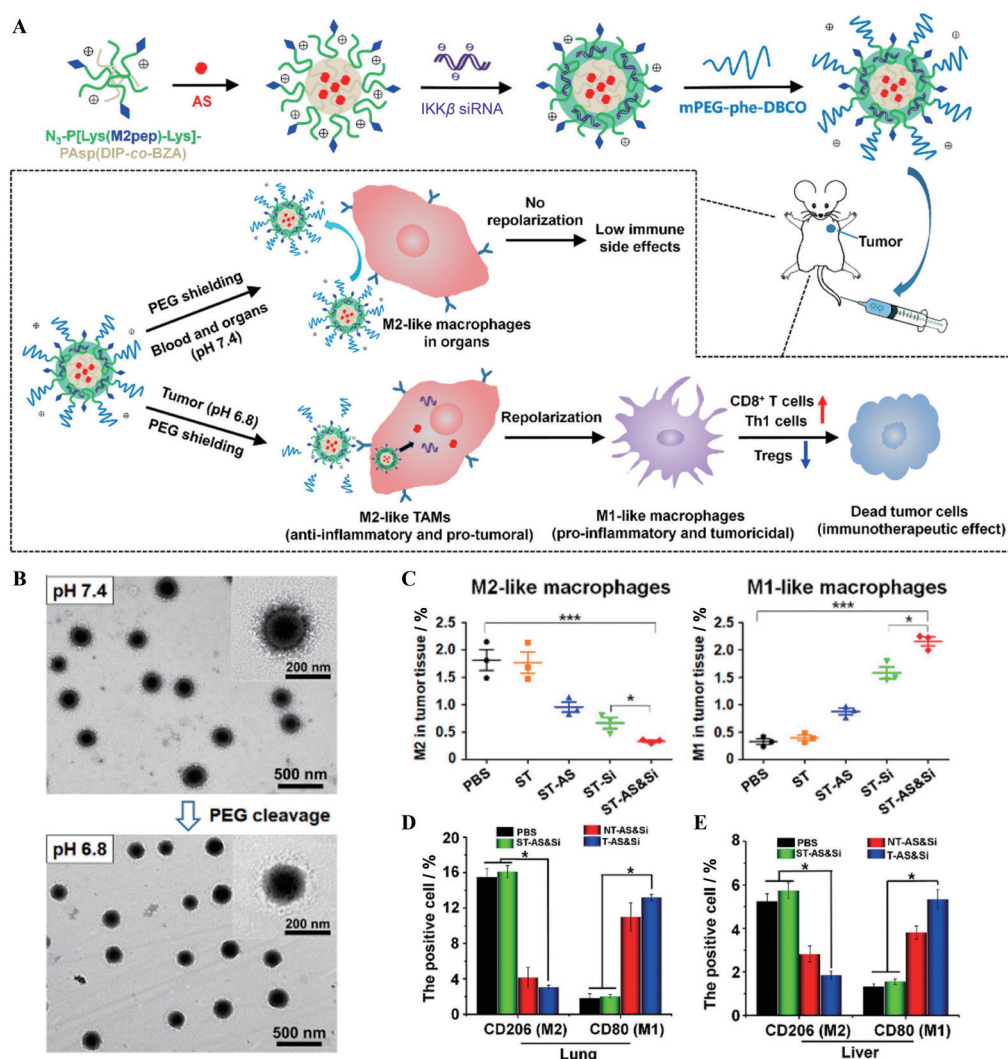 A
AS
IKKβ siRNA
mPEG-phe-DBCO
N3-P[Lys(M2pep)-Lys]-
PAsp(DIP-co-BZA)
PEG shielding
Blood and organs
(pH 7.4)
M2-like macrophages
in organs
No
repolarization
Low immune
side effects
Tumor
Tumor (pH 6.8)
PEG shielding
M2-like TAMs
(anti-inflammatory and pro-tumoral)
Repolarization
M1-like macrophages
(pro-inflammatory and tumoricidal)
CD8+ T cells
Th1 cells
Tregs
Dead tumor cells
(immunotherapeutic effect)
B
pH 7.4
200 nm
500 nm
PEG cleavage
pH 6.8
200 nm
500 nm
C
M2-like macrophages
M2 in tumor tissue / %
2.5
2.0
1.5
1.0
0.5
0
***
*
PBS
ST
ST-AS
ST-Si
ST-AS&Si
M1-like macrophages
M1 in tumor tissue / %
2.5
2.0
1.5
1.0
0.5
0
***
*
PBS
ST
ST-AS
ST-Si
ST-AS&Si
D
The positive cell / %
20
16
12
8
4
0
PBS
NT-AS&Si
ST-AS&Si
T-AS&Si
*
*
CD206 (M2)
CD80 (M1)
Lung
E
The positive cell / %
8
6
4
2
0
PBS
NT-AS&Si
ST-AS&Si
T-AS&Si
*
*
CD206 (M2)
CD80 (M1)
Liver